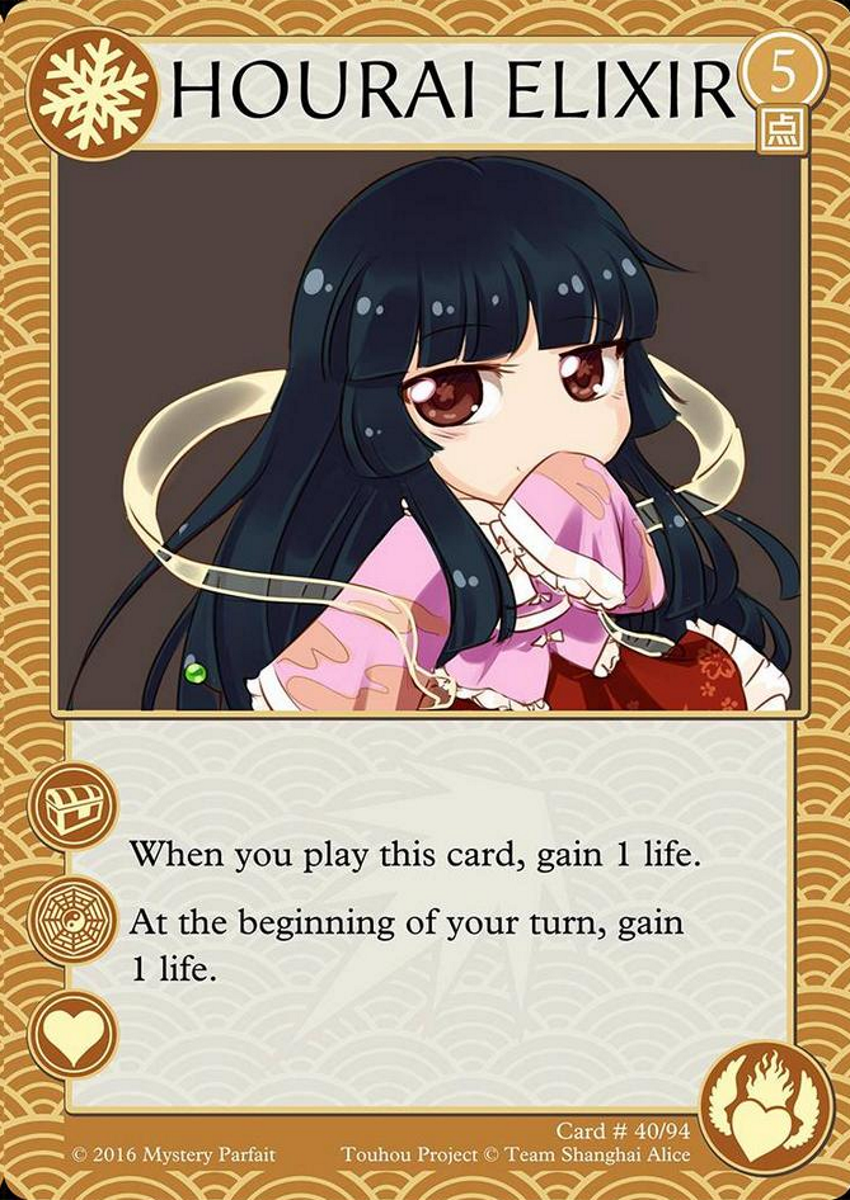 HOURAI ELIXIR
5
点
When you play this card, gain 1 life.
At the beginning of your turn, gain
1 life.
Card # 40/94
© 2016 Mystery Parfait
Touhou Project © Team Shanghai Alice